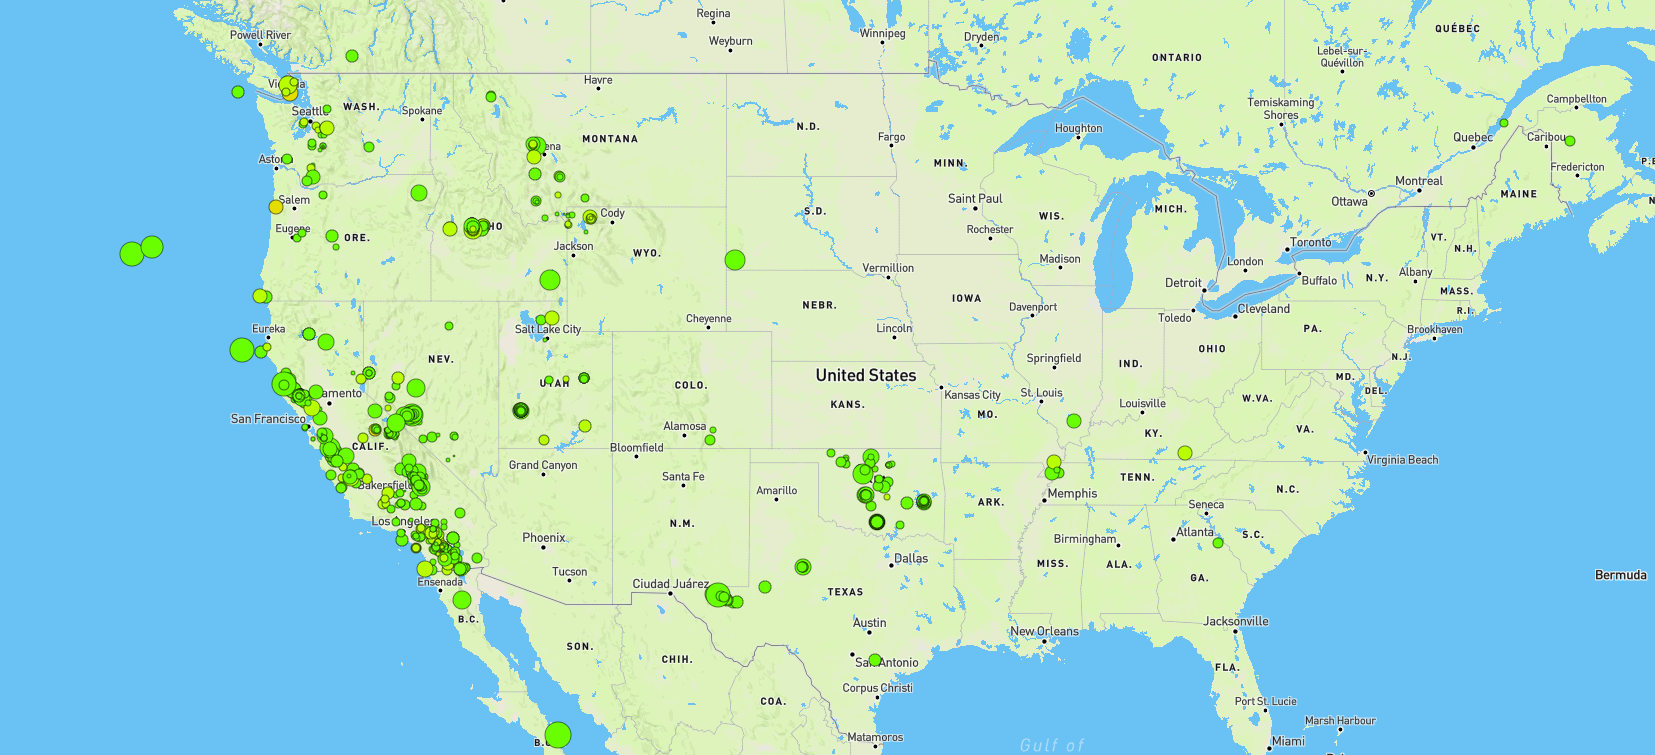 Powell River
Regina
Weyburn
Winnipeg
Dryden
ONTARIO
Lebel-sur-
Quévillon
QUÉBEC
Havre
WASH.
Seattle
Spokane
MONTANA
N.D.
Fargo
MINN.
Houghton
Temiskaming
Shores
Campbellton
Quebec
Caribou
Fredericton
Montreal
Ottawa
MAINE
Salem
Eugene
ORE.
Cody
Jackson
WYO.
S.D.
Saint Paul
Rochester
WIS.
MICH.
Madison
Toronto
London
Buffalo
Detroit
VT.
N.H.
N.Y.
Albany
MASS.
R.I.
Vermillion
IOWA
NEBR.
Davenport
Toledo
Cleveland
PA.
Brookhaven
N.J.
Eureka
Salt Lake City
Cheyenne
Lincoln
NEV.
UTAH
COLO.
United States
KANS.
Springfield
IND.
OHIO
MD.
DEL.
W.VA.
VA.
San Francisco
CALIF.
Alamosa
Bloomfield
Kansas City
MO.
St. Louis
Louisville
KY.
Virginia Beach
Grand Canyon
Santa Fe
Amarillo
Bakersfield
Los Angeles
N.M.
ARK.
TENN.
Memphis
N.C.
Seneca
Atlanta
S.C.
Birmingham
MISS.
ALA.
GA.
Phoenix
Tucson
Ensenada
B.C.
Ciudad Juárez
Dallas
TEXAS
Austin
San Antonio
New Orleans
Jacksonville
Bermuda
SON.
CHIH.
COA.
Corpus Christi
Matamoros
FLA.
Port St. Lucie
Marsh Harbour
Miami
Gulf of